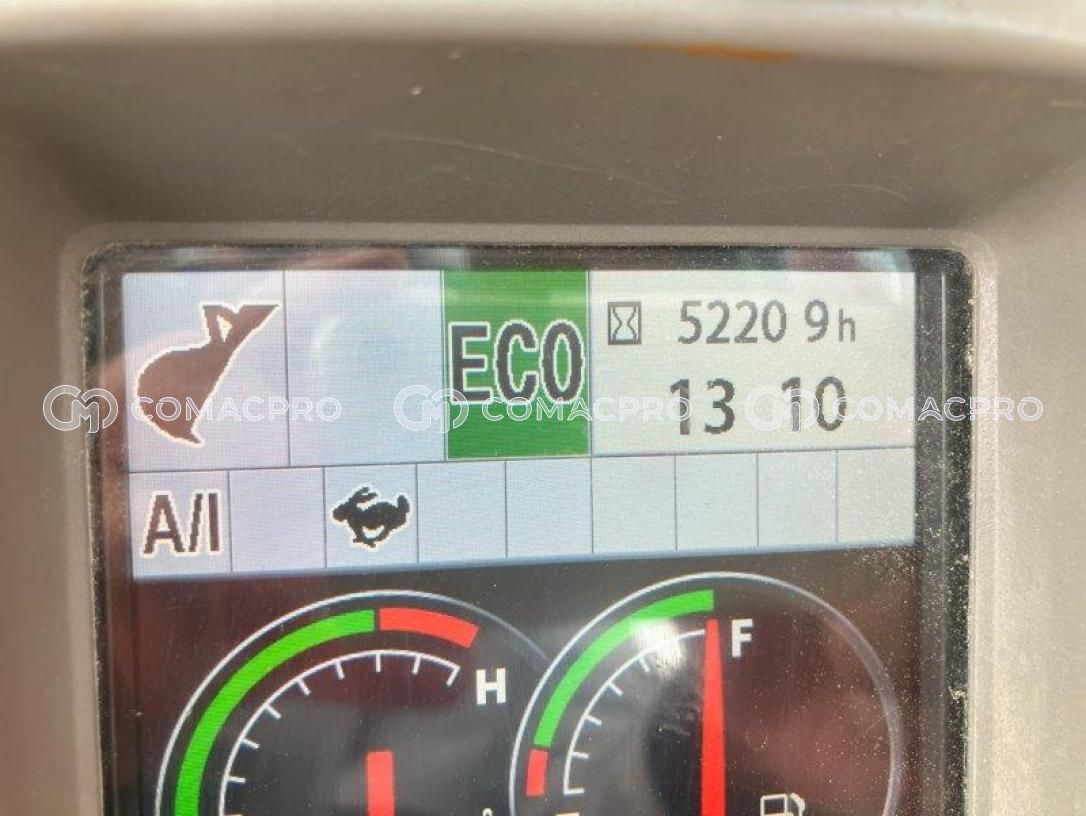 ECO
5220 9h
13 10
COMACPRO COMACPRO COMACPRO
A/I
H
F